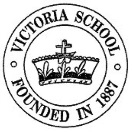 · VICTORIA SCHOOL ·
FOUNDED IN 1887